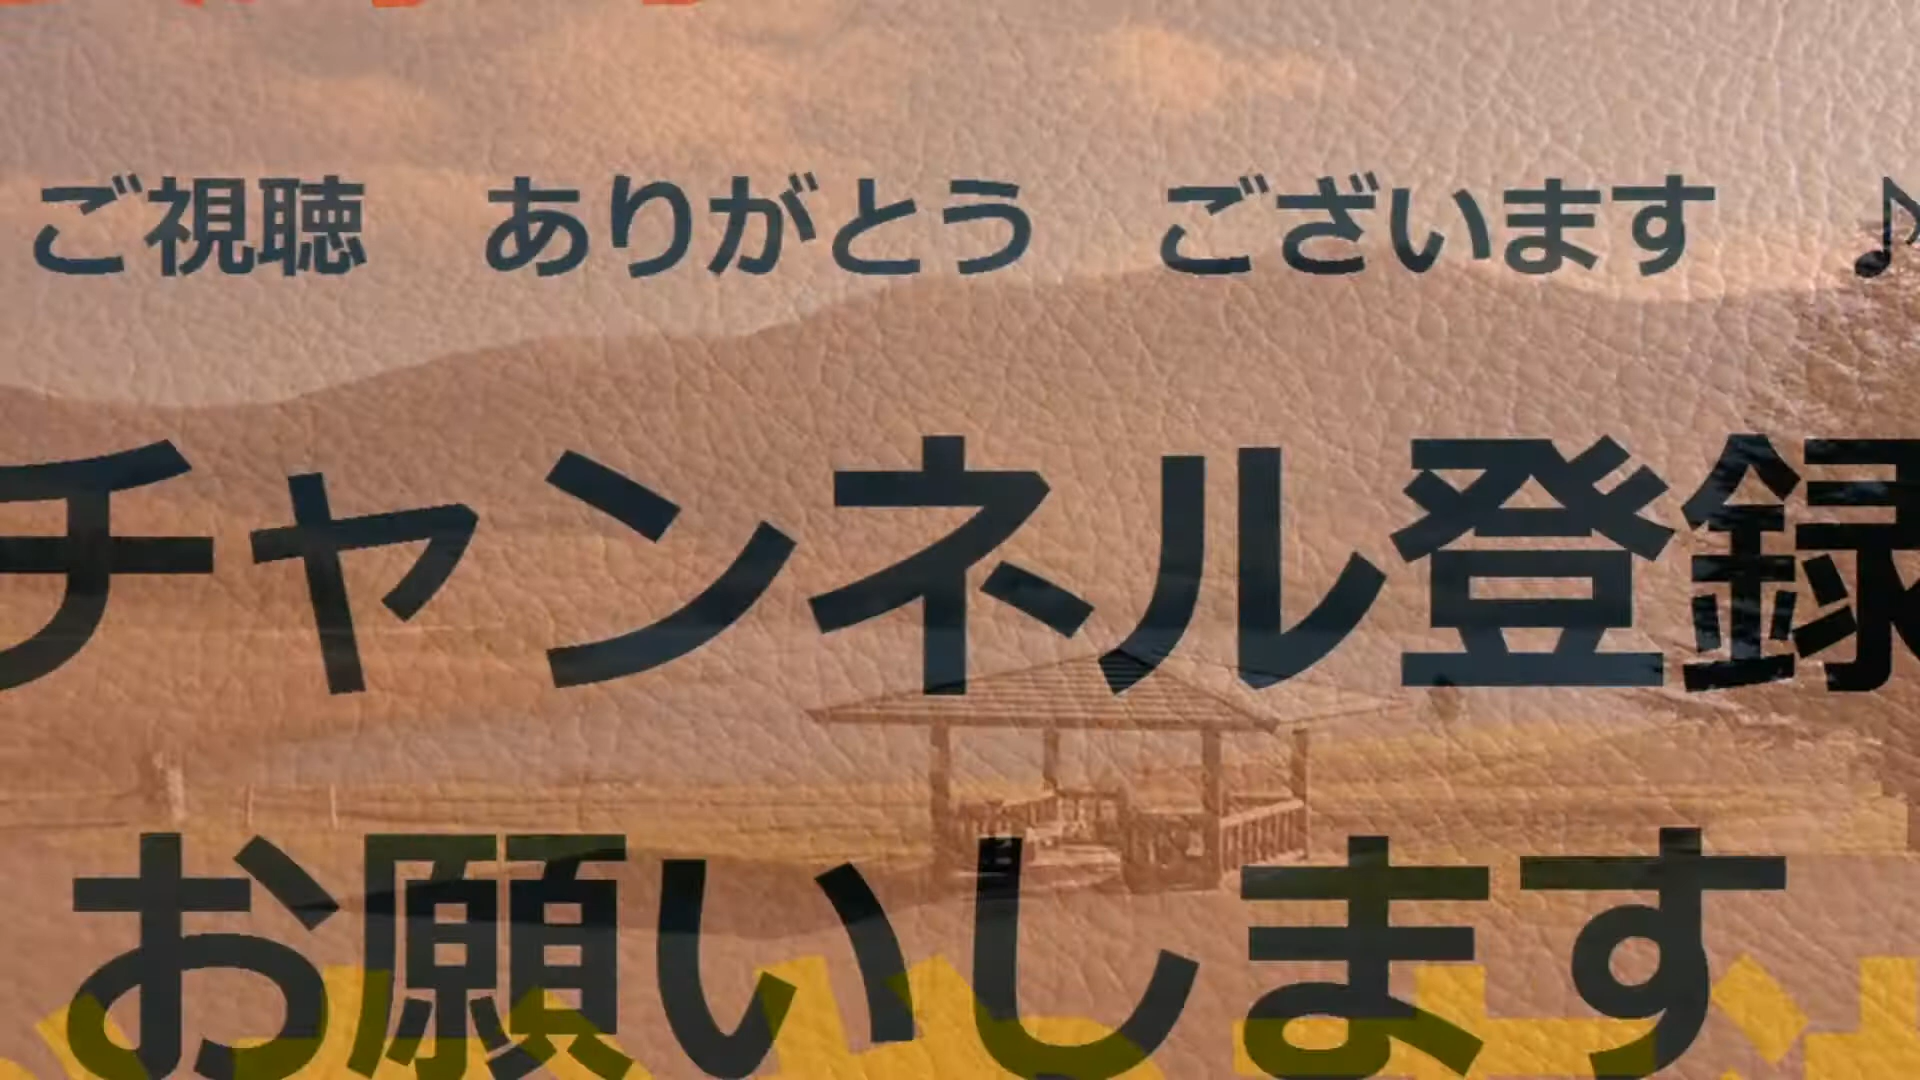 ご視聴 ありがとう ございます ♪
チャンネル登録
お願いします